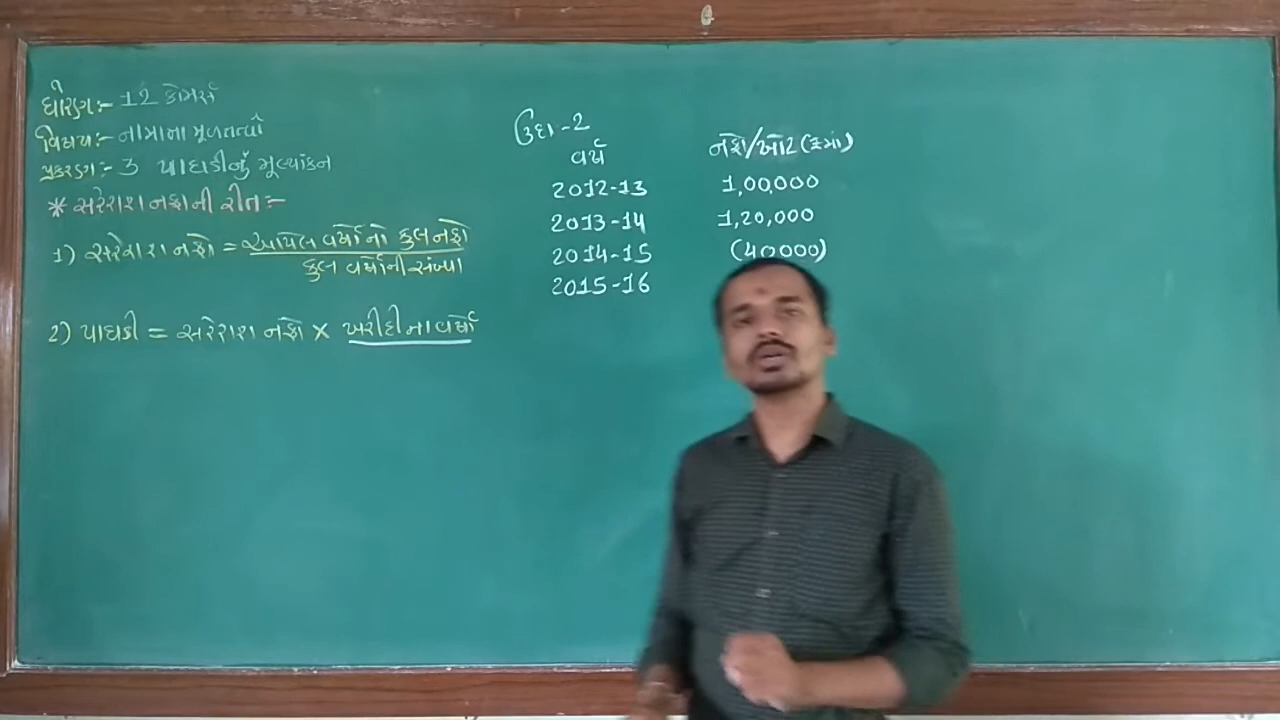 ધોરણ:- 12 કોમર્સ
વિષય:- નામાના મૂળતત્વો
પ્રકરણ:- 3 પાઘડીનું મૂલ્યાંકન
* સરેરાશ નફાની રીત:-
1) સરેરાશ નફો = આપેલ વર્ષોનો કુલ નફો
કુલ વર્ષોની સંખ્યા
2) પાઘડી = સરેરાશ નફો × ખરીદીના વર્ષો
ઉદા-2
વર્ષ નફો/ખોટ (રૂમાં)
2012-13 1,00,000
2013-14 1,20,000
2014-15 (40000)
2015-16